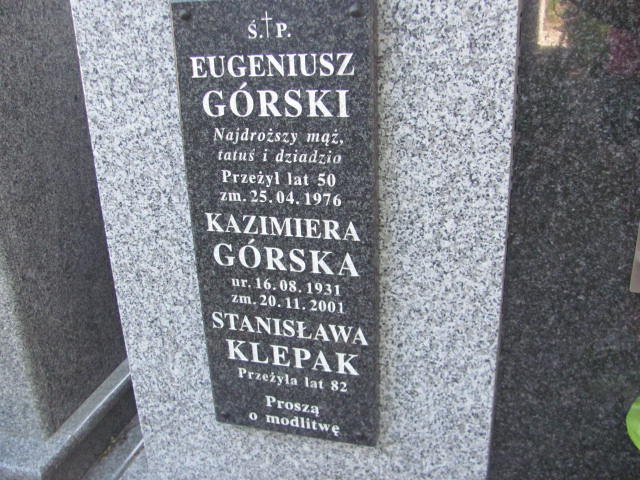 Ś.†P.
EUGENIUSZ
GÓRSKI
Najdroższy mąż,
tatuś i dziadzio
Przeżył lat 50
zm. 25.04.1976
KAZIMIERA
GÓRSKA
ur. 16.08.1931
zm. 20.11.2001
STANISŁAWA
KLEPAK
Przeżyła lat 82
Proszą
o modlitwę